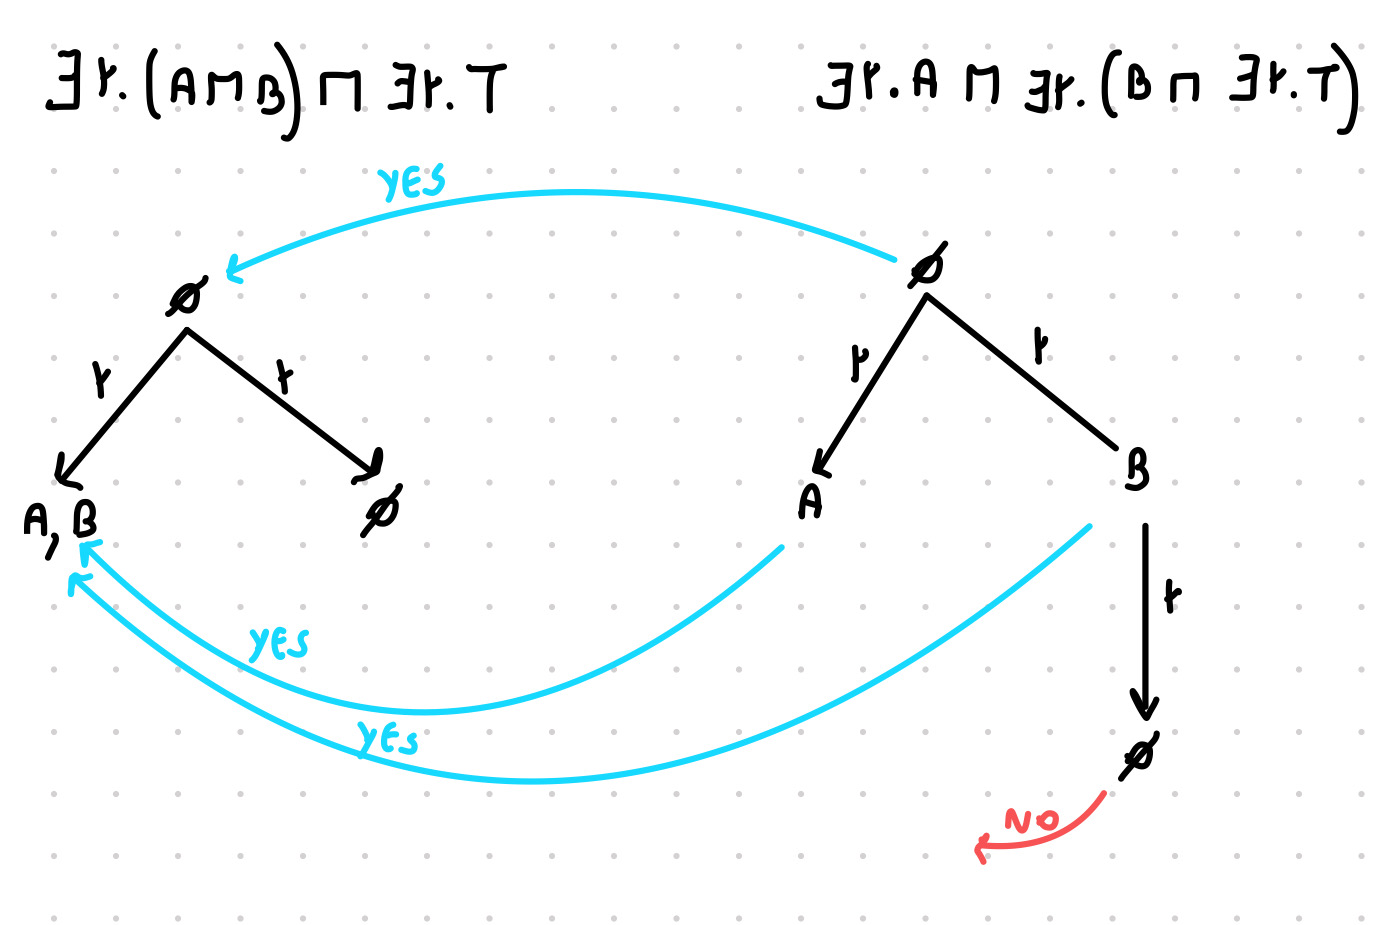 ∃r.(A⊓B)⊓ ∃r.⊤
∃r.A ⊓ ∃r.(B ⊓ ∃r.⊤)
YES
∅
∅
r
r
r
r
A, B
∅
A
B
r
YES
YES
∅
NO